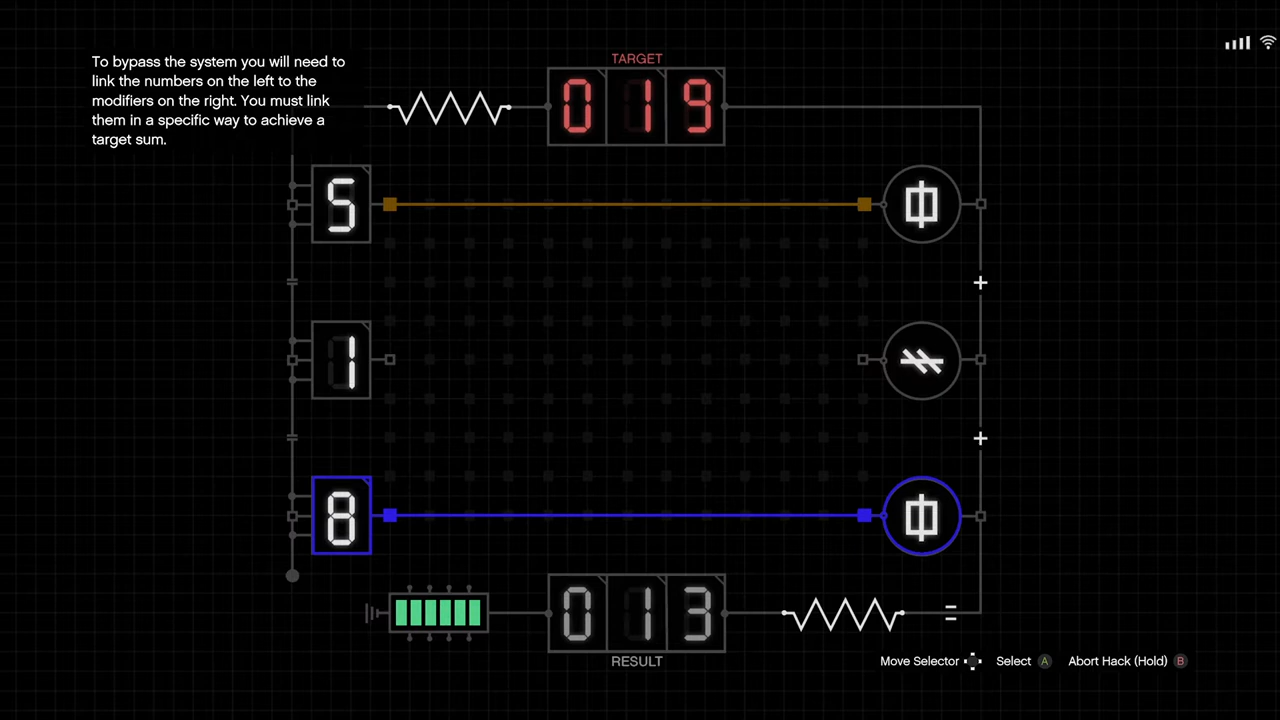 To bypass the system you will need to
link the numbers on the left to the
modifiers on the right. You must link
them in a specific way to achieve a
target sum.
TARGET
019
5
+
1
+
8
013
=
RESULT
Move Selector Select A Abort Hack (Hold) B